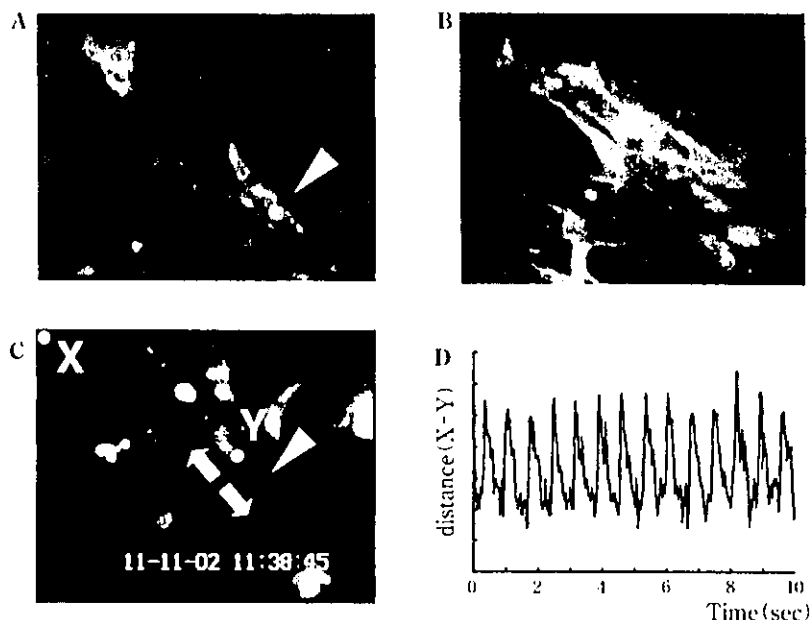 A
B
C
X
Y
11-11-02 11:38:45
D
distance(X-Y)
0 2 4 6 8 10
Time(sec)